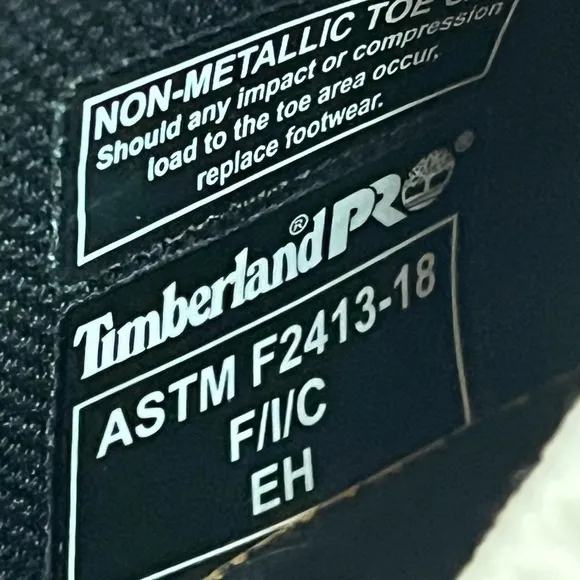 NON-METALLIC TOE
Should any impact or compression
load to the toe area occur,
replace footwear.
Timberland® PRO®
ASTM F2413-18
F/I/C
EH